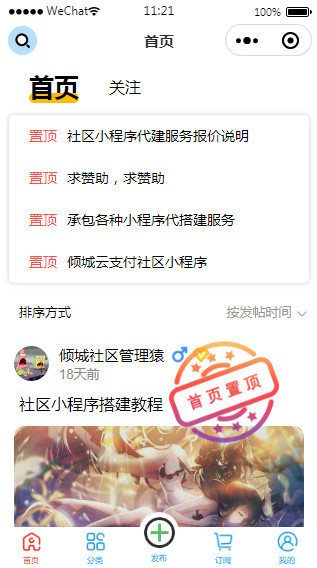 WeChat 11:21 100%
首页
首页 关注
置顶 社区小程序代建服务报价说明
置顶 求赞助，求赞助
置顶 承包各种小程序代搭建服务
置顶 倾城云支付社区小程序
排序方式 按发帖时间
倾城社区管理猿
18天前
首页置顶
社区小程序搭建教程
首页 分类 发布 订阅 我的